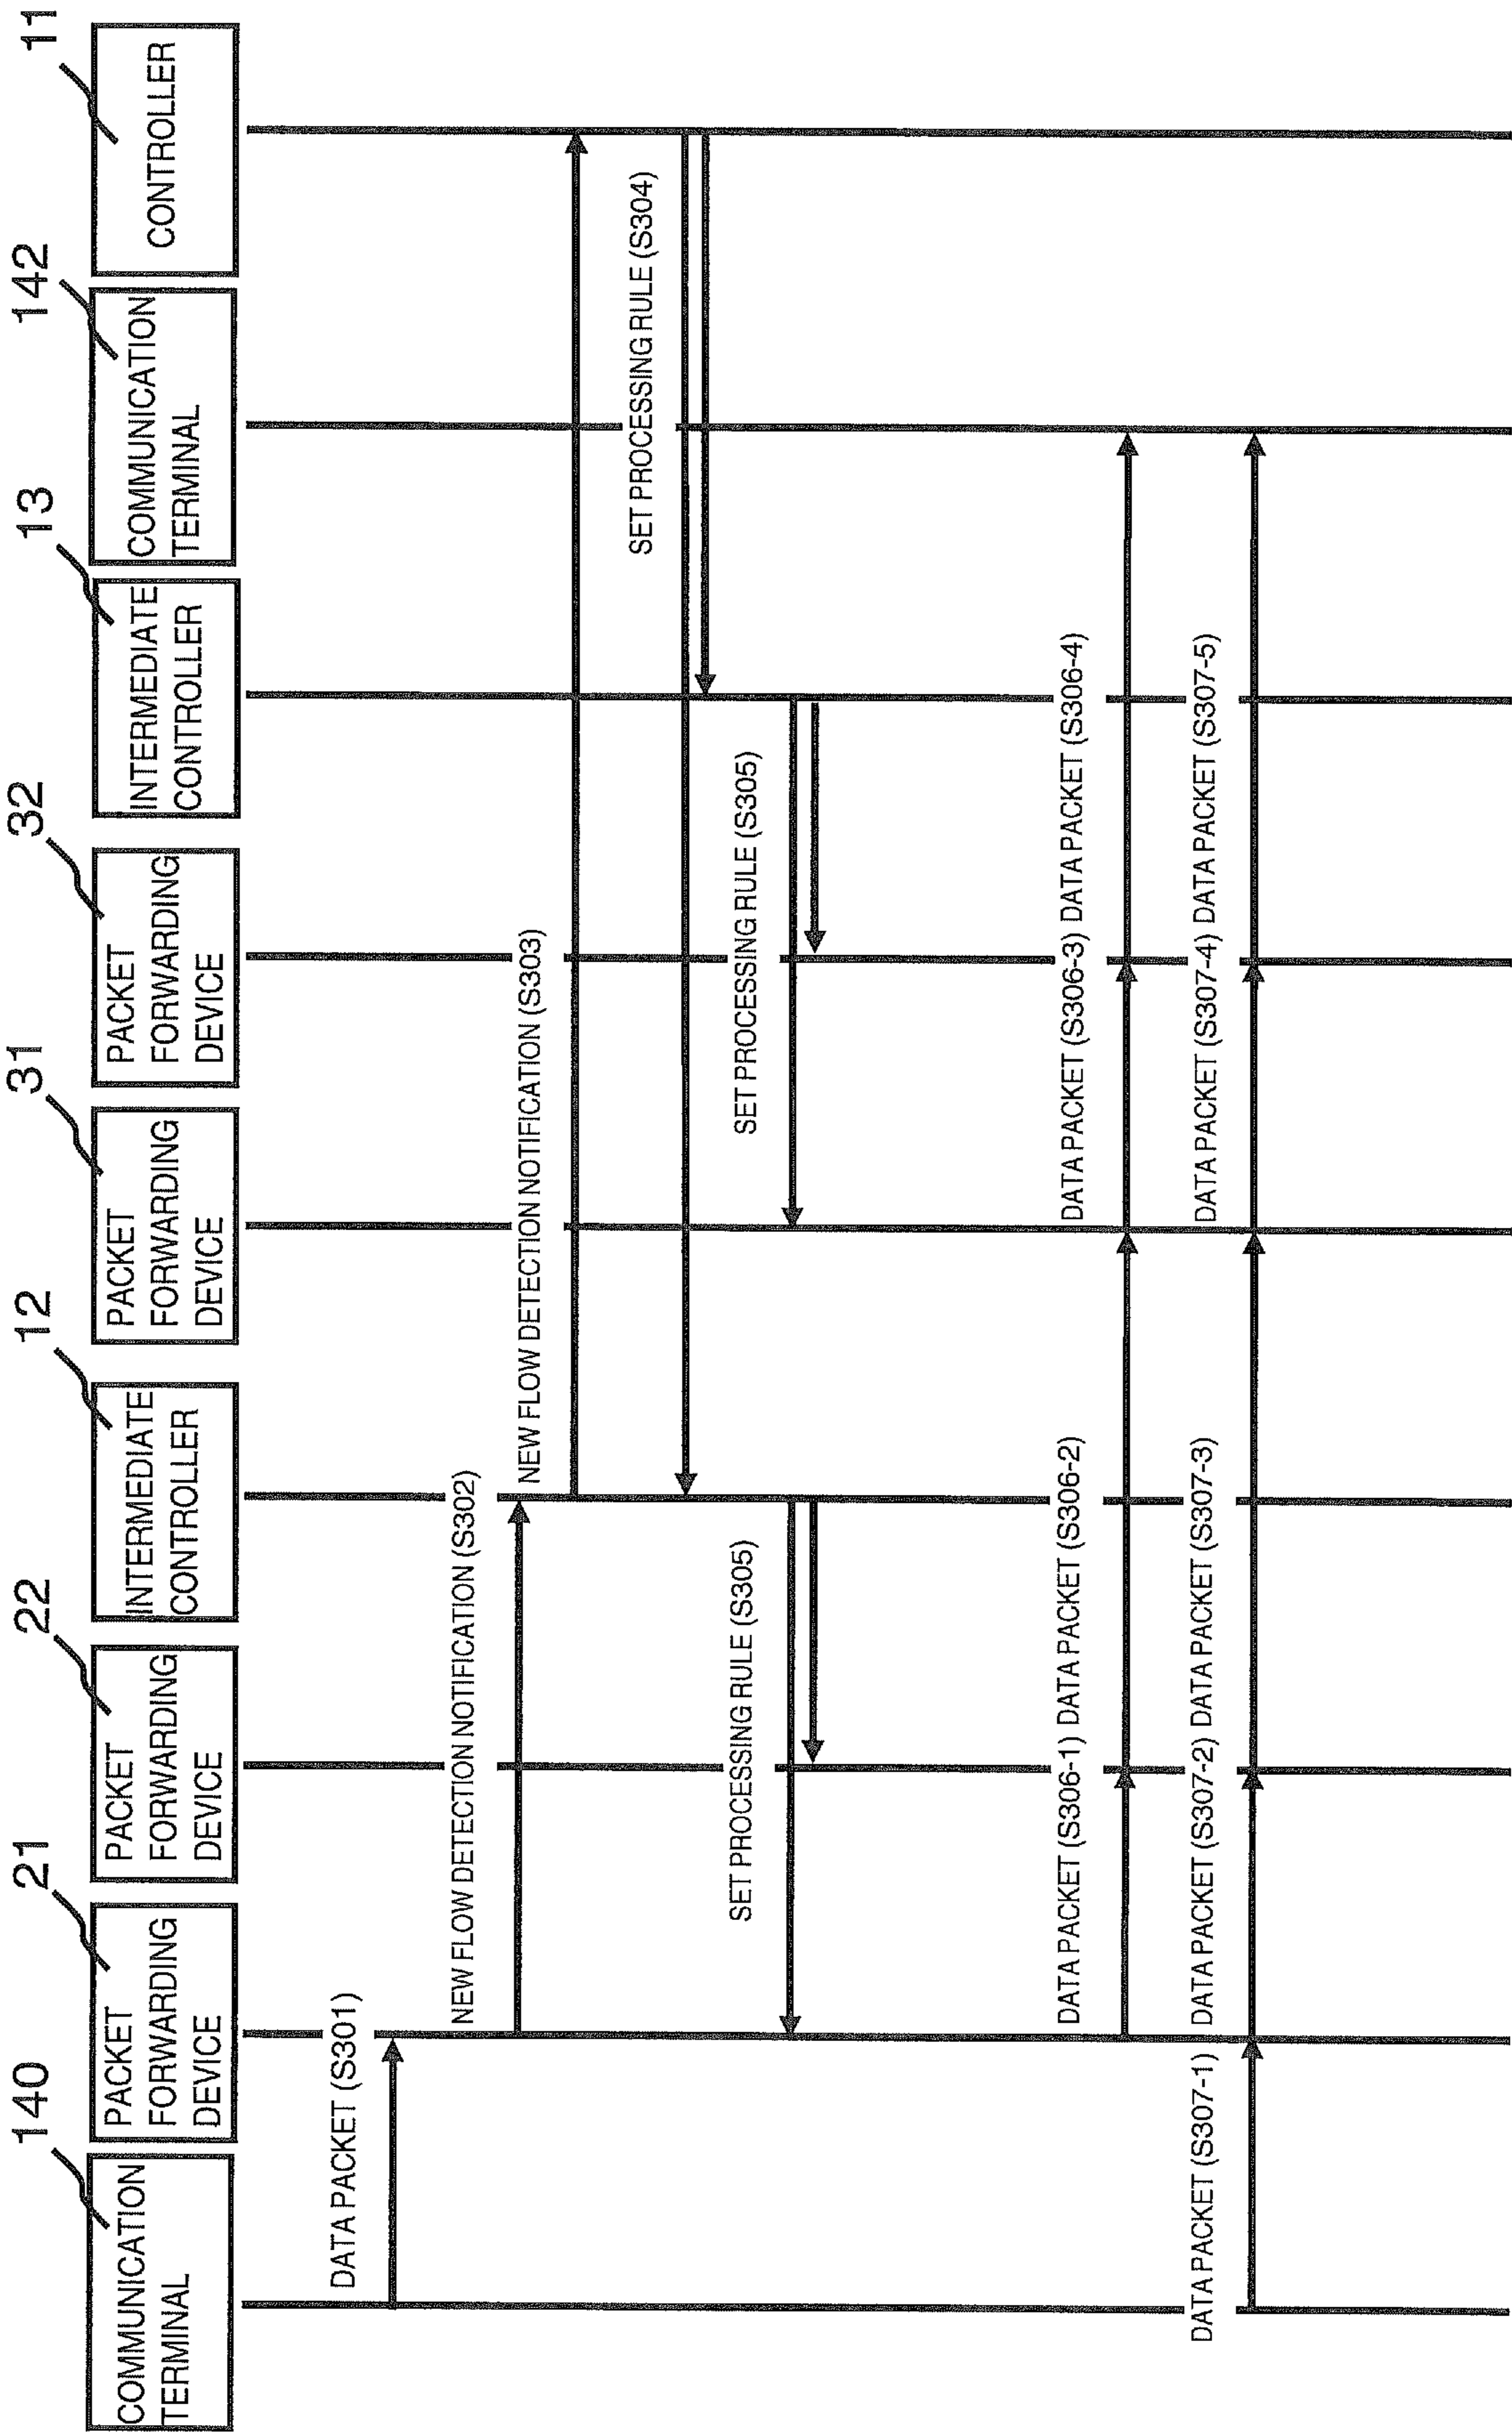 140
COMMUNICATION
TERMINAL
21
PACKET
FORWARDING
DEVICE
22
PACKET
FORWARDING
DEVICE
12
INTERMEDIATE
CONTROLLER
31
PACKET
FORWARDING
DEVICE
32
PACKET
FORWARDING
DEVICE
13
INTERMEDIATE
CONTROLLER
142
COMMUNICATION
TERMINAL
11
CONTROLLER
DATA PACKET (S301)
NEW FLOW DETECTION NOTIFICATION (S302)
NEW FLOW DETECTION NOTIFICATION (S303)
SET PROCESSING RULE (S304)
SET PROCESSING RULE (S305)
SET PROCESSING RULE (S305)
DATA PACKET (S306-1) DATA PACKET (S306-2)
DATA PACKET (S306-3) DATA PACKET (S306-4)
DATA PACKET (S307-1)
DATA PACKET (S307-2) DATA PACKET (S307-3)
DATA PACKET (S307-4) DATA PACKET (S307-5)